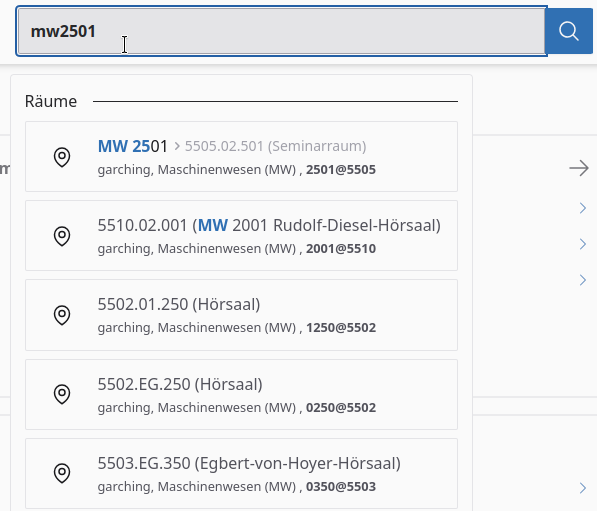 mw2501
Räume
MW 2501 > 5505.02.501 (Seminarraum)
garching, Maschinenwesen (MW) , 2501@5505
5510.02.001 (MW 2001 Rudolf-Diesel-Hörsaal)
garching, Maschinenwesen (MW) , 2001@5510
5502.01.250 (Hörsaal)
garching, Maschinenwesen (MW) , 1250@5502
5502.EG.250 (Hörsaal)
garching, Maschinenwesen (MW) , 0250@5502
5503.EG.350 (Egbert-von-Hoyer-Hörsaal)
garching, Maschinenwesen (MW) , 0350@5503